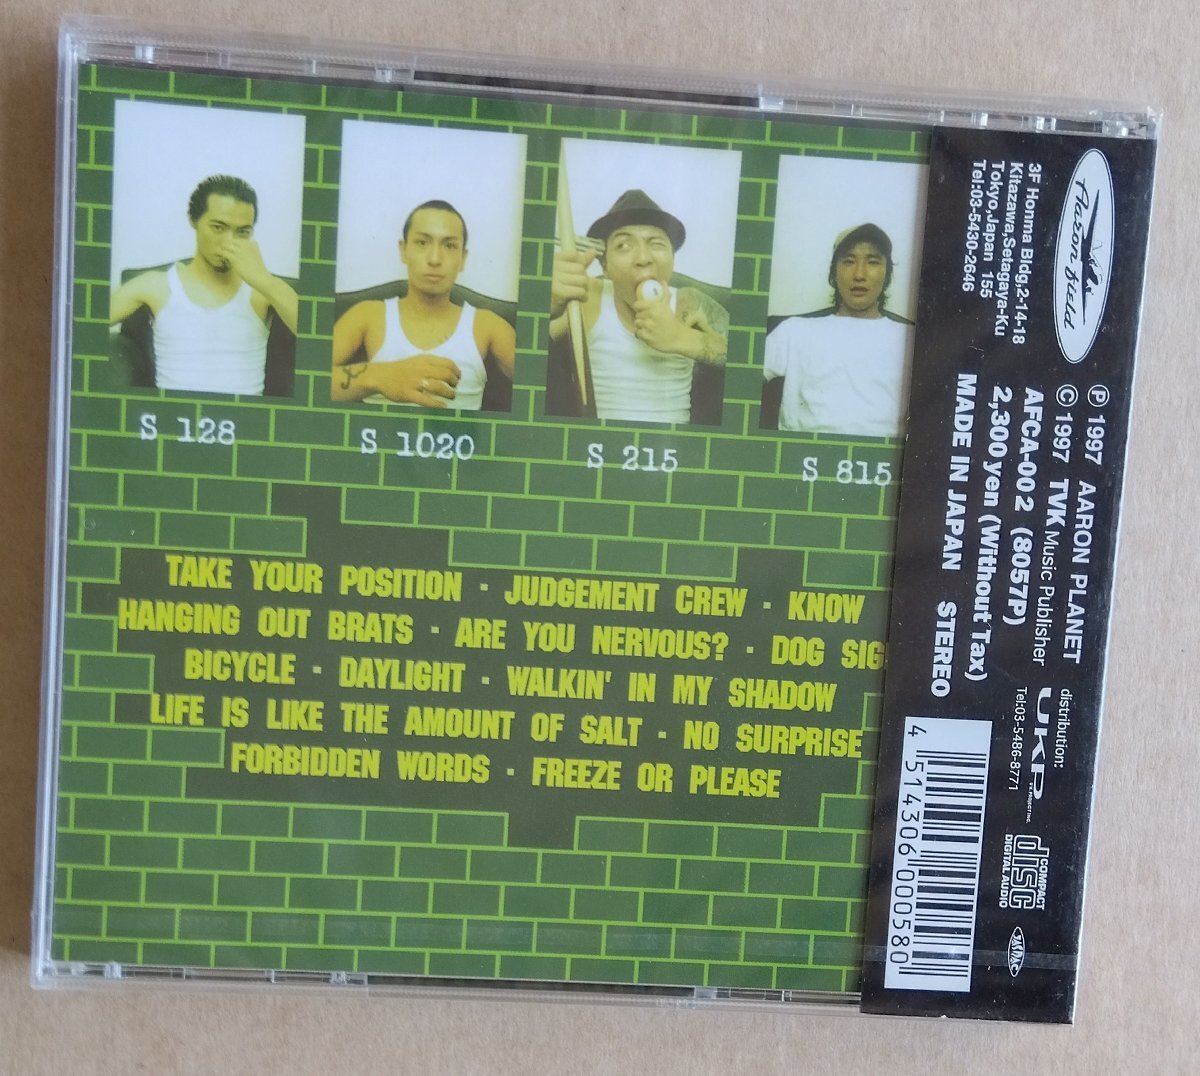 S 128
S 1020
S 215
S 815
TAKE YOUR POSITION · JUDGEMENT CREW · KNOW
HANGING OUT BRATS · ARE YOU NERVOUS? · DOG SIG
BICYCLE · DAYLIGHT · WALKIN' IN MY SHADOW
LIFE IS LIKE THE AMOUNT OF SALT · NO SURPRISE
FORBIDDEN WORDS · FREEZE OR PLEASE
Aaron field
3F Honma Bldg,2-14-18
Kitazawa,Setagaya-Ku
Tokyo,Japan 155
Tel:03-5430-2646
Ⓟ 1997 AARON PLANET
© 1997 TVK Music Publisher
AFCA-002 (8057P)
2,300 yen (Without Tax)
MADE IN JAPAN STEREO
distribution:
UKP
Tel:03-5486-8771
4 514306 000580
COMPACT
disc
DIGITAL AUDIO